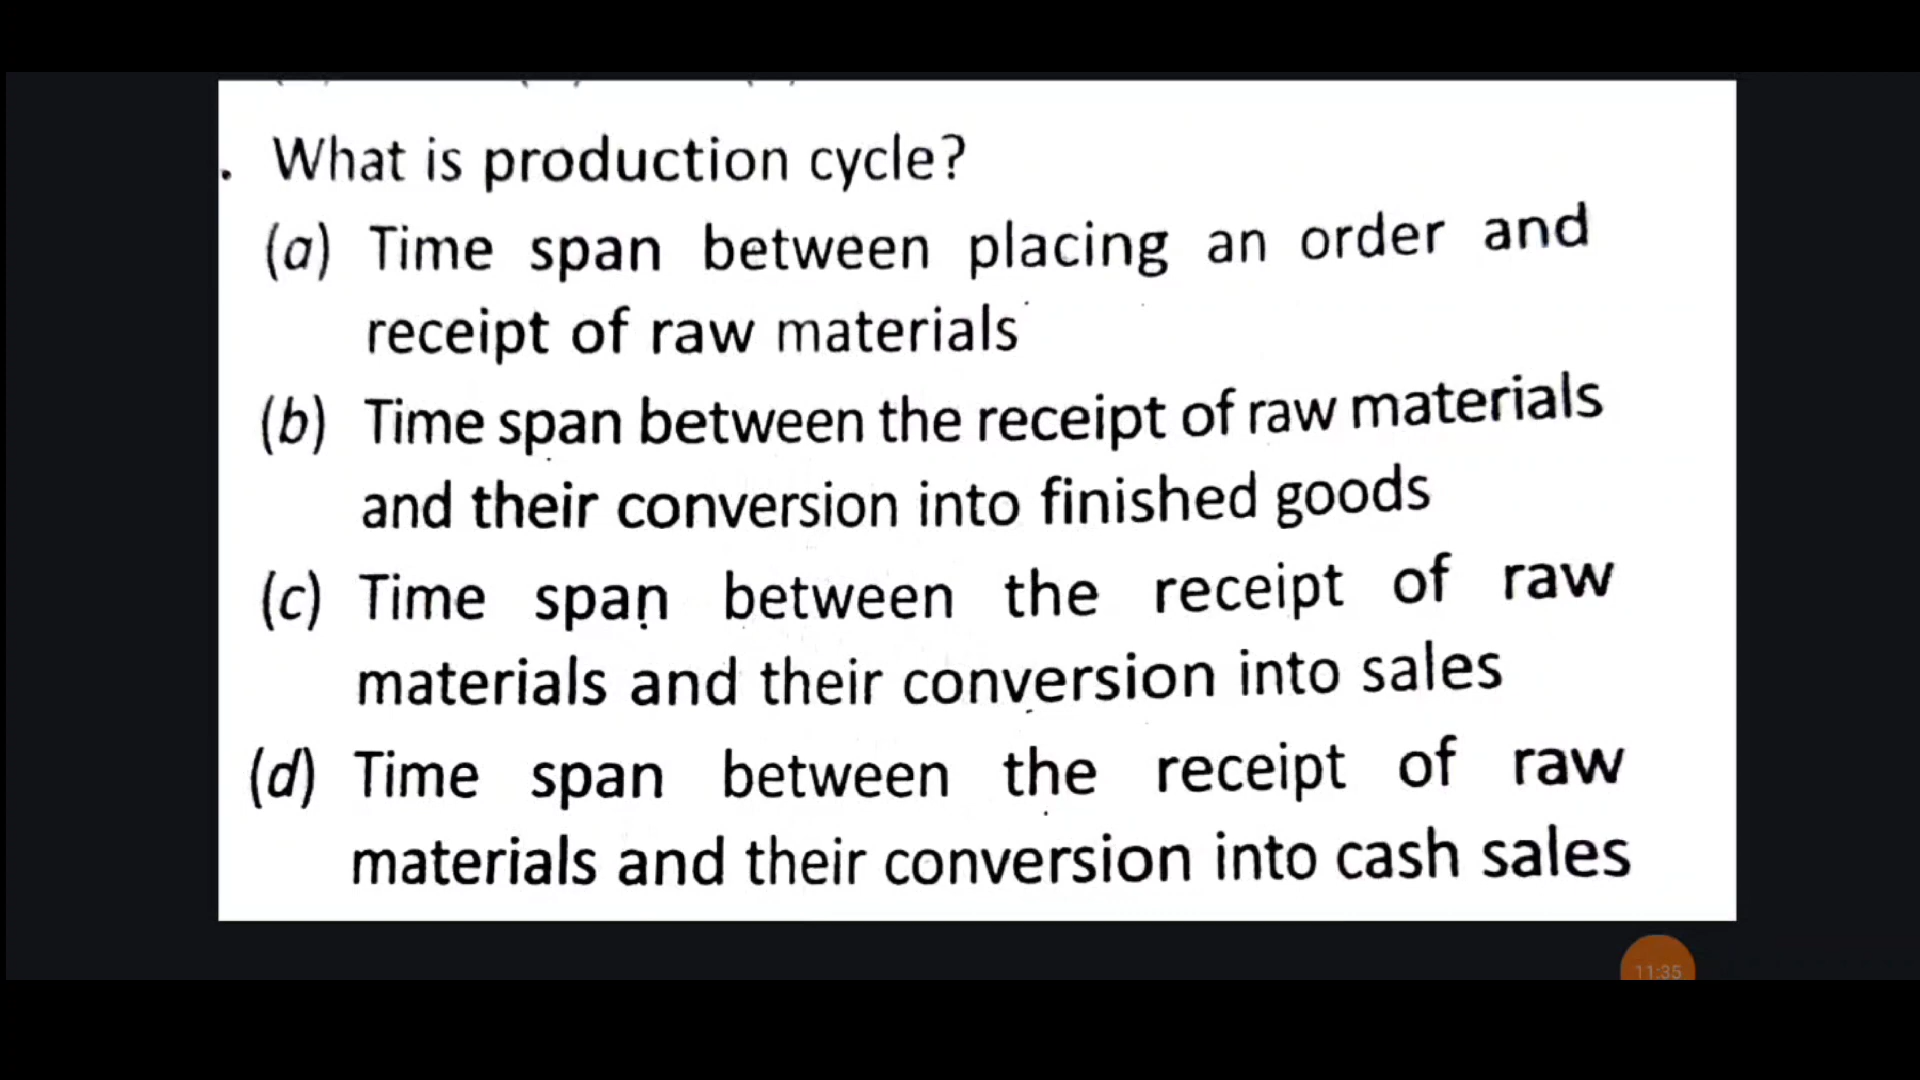 . What is production cycle?
(a) Time span between placing an order and
receipt of raw materials
(b) Time span between the receipt of raw materials
and their conversion into finished goods
(c) Time span between the receipt of raw
materials and their conversion into sales
(d) Time span between the receipt of raw
materials and their conversion into cash sales
11:35